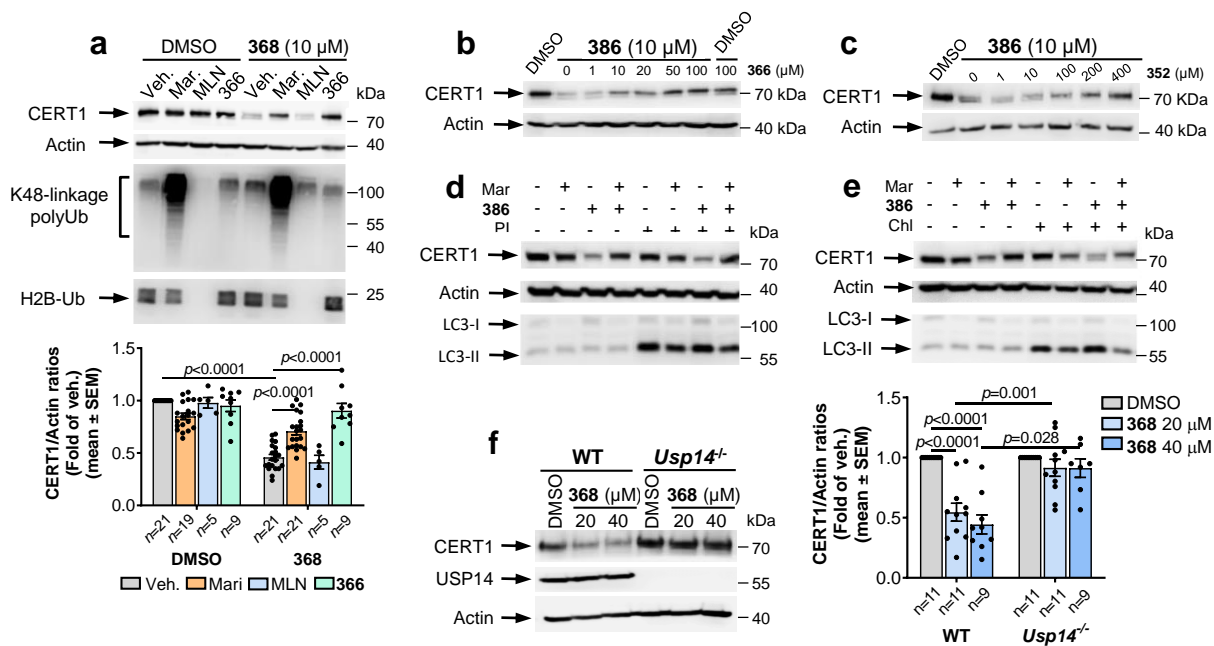 a
DMSO 368 (10 µM)
Veh. Mar. MLN 366 Veh. Mar. MLN 366
kDa
CERT1
70
Actin
40
K48-linkage
polyUb
100
55
40
H2B-Ub
25
CERT1/Actin ratios
(Fold of veh.)
(mean ± SEM)
1.5
1.0
0.5
0.0
p<0.0001
p<0.0001
p<0.0001
n=21 n=19 n=5 n=9 n=21 n=21 n=5 n=9
DMSO 368
Veh. Mari MLN 366
b
DMSO 386 (10 µM) DMSO
0 1 10 20 50 100 100 366 (µM)
CERT1
70 kDa
Actin
40 kDa
c
DMSO 386 (10 µM)
0 1 10 100 200 400 352 (µM)
CERT1
70 KDa
Actin
40 kDa
d
Mar - + - + - + - +
386 - - + + - - + +
PI - - - - + + + +
kDa
CERT1
70
Actin
40
LC3-I
100
LC3-II
55
e
Mar - + - + - + - +
386 - - + + - - + +
Chl - - - - + + + +
kDa
CERT1
70
Actin
40
LC3-I
100
LC3-II
55
f
WT Usp14-/-
DMSO 368 (µM) DMSO 368 (µM)
20 40 20 40
kDa
CERT1
70
USP14
55
Actin
40
CERT1/Actin ratios
(Fold of veh.)
(mean ± SEM)
1.5
1.0
0.5
0.0
p=0.001
p<0.0001
p<0.0001
p=0.028
DMSO
368 20 µM
368 40 µM
n=11 n=11 n=9 n=11 n=11 n=9
WT Usp14-/-